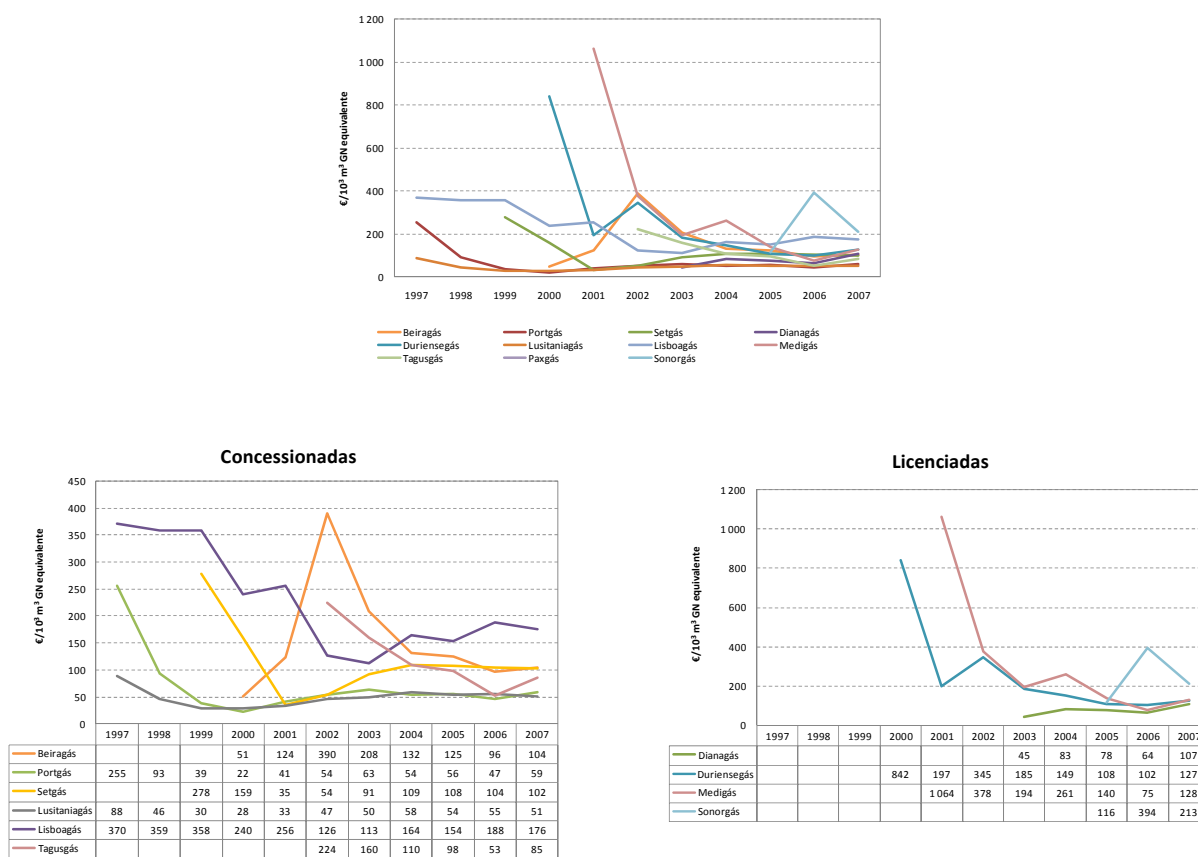 1 200
1 000
800
600
400
200
0
€/10³ m³ GN equivalente
1997 1998 1999 2000 2001 2002 2003 2004 2005 2006 2007
Beiragás Portgás Setgás Dianagás
Duriensegás Lusitaniagás Lisboagás Medigás
Tagusgás Paxgás Sonorgás
Concessionadas
450
400
350
300
250
200
150
100
50
0
€/10³ m³ GN equivalente
1997 1998 1999 2000 2001 2002 2003 2004 2005 2006 2007
Beiragás 51 124 390 208 132 125 96 104
Portgás 255 93 39 22 41 54 63 54 56 47 59
Setgás 278 159 35 54 91 109 108 104 102
Lusitaniagás 88 46 30 28 33 47 50 58 54 55 51
Lisboagás 370 359 358 240 256 126 113 164 154 188 176
Tagusgás 224 160 110 98 53 85
Licenciadas
1 200
1 000
800
600
400
200
0
€/10³ m³ GN equivalente
1997 1998 1999 2000 2001 2002 2003 2004 2005 2006 2007
Dianagás 45 83 78 64 107
Duriensegás 842 197 345 185 149 108 102 127
Medigás 1 064 378 194 261 140 75 128
Sonorgás 116 394 213